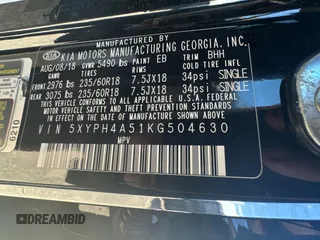 KIA KIA MOTORS MANUFACTURING GEORGIA, INC.
AUG/08/18 GVWR 5490 lbs PAINT EB TRIM BHH
GAWR TIRES RIMS COLD TIRE INFL.
FRONT 2976 lbs 235/60R18 7.5JX18 34psi SINGLE
REAR 3075 lbs 235/60R18 7.5JX18 34psi SINGLE
THIS VEHICLE CONFORMS TO ALL APPLICABLE U.S. FEDERAL
MOTOR VEHICLE SAFETY AND THEFT PREVENTION STANDARDS
IN EFFECT ON THE DATE OF MANUFACTURE SHOWN ABOVE.
VIN 5XYPH4A51KG504630
MPV
6210
DREAMBID